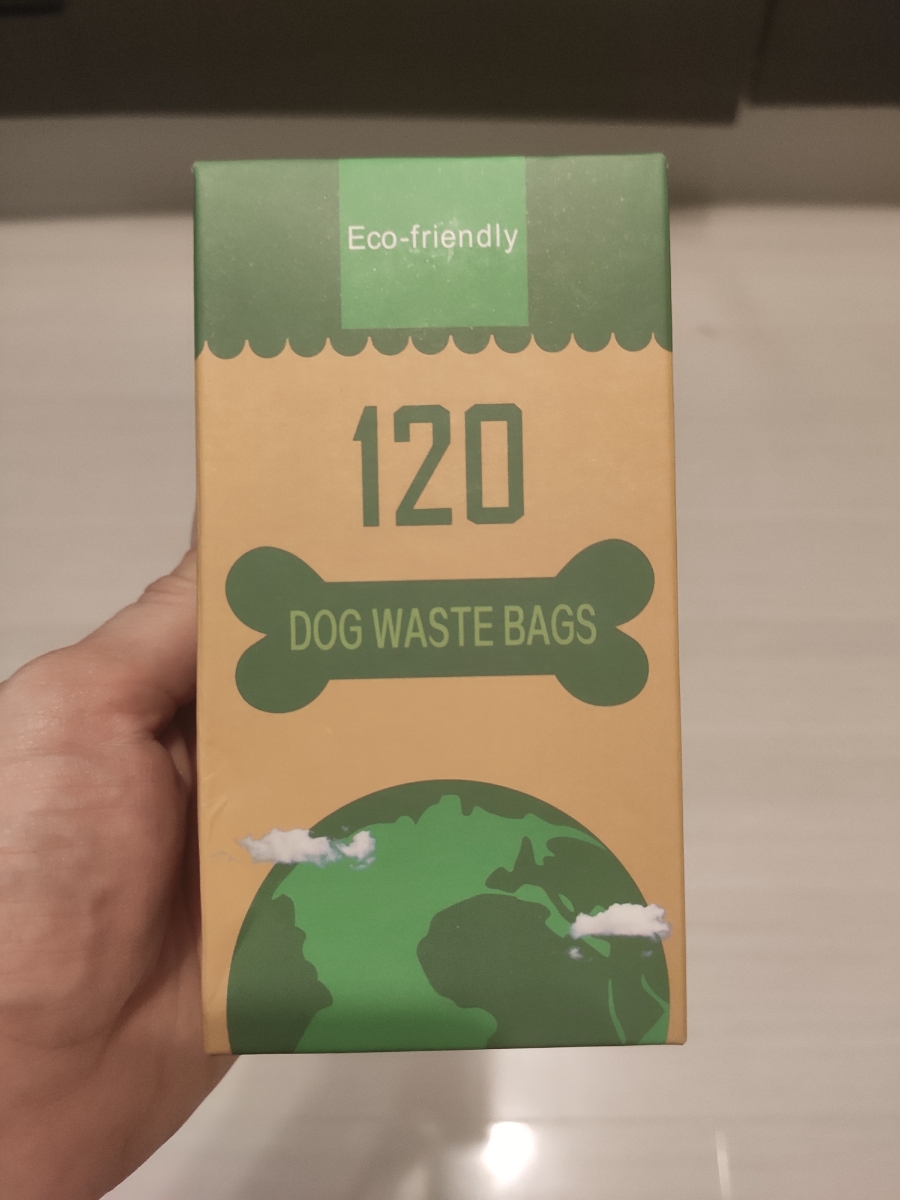 Eco-friendly
120
DOG WASTE BAGS